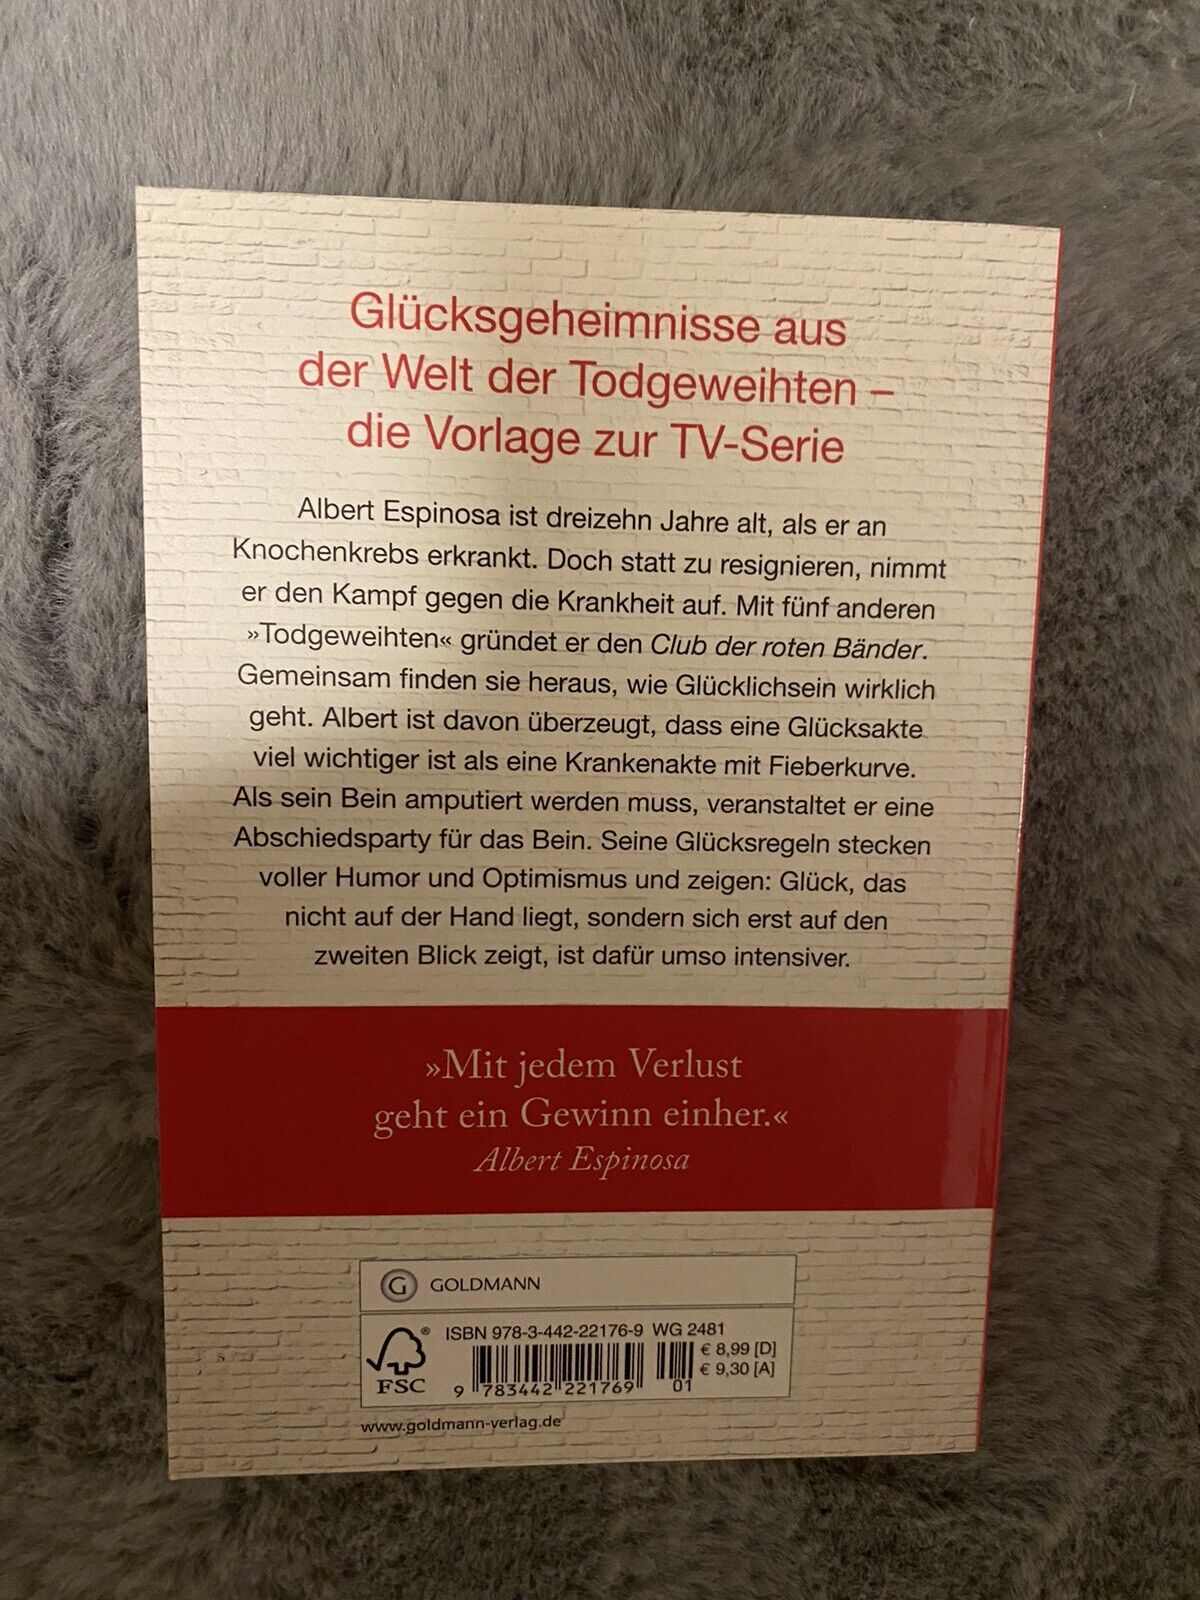 Glücksgeheimnisse aus
der Welt der Todgeweihten –
die Vorlage zur TV-Serie
Albert Espinosa ist dreizehn Jahre alt, als er an
Knochenkrebs erkrankt. Doch statt zu resignieren, nimmt
er den Kampf gegen die Krankheit auf. Mit fünf anderen
»Todgeweihten« gründet er den Club der roten Bänder.
Gemeinsam finden sie heraus, wie Glücklichsein wirklich
geht. Albert ist davon überzeugt, dass eine Glücksakte
viel wichtiger ist als eine Krankenakte mit Fieberkurve.
Als sein Bein amputiert werden muss, veranstaltet er eine
Abschiedsparty für das Bein. Seine Glücksregeln stecken
voller Humor und Optimismus und zeigen: Glück, das
nicht auf der Hand liegt, sondern sich erst auf den
zweiten Blick zeigt, ist dafür umso intensiver.
»Mit jedem Verlust
geht ein Gewinn einher.«
Albert Espinosa
G GOLDMANN
ISBN 978-3-442-22176-9 WG 2481
€ 8,99 [D]
€ 9,30 [A]
® FSC
9 783442 221769 01
www.goldmann-verlag.de